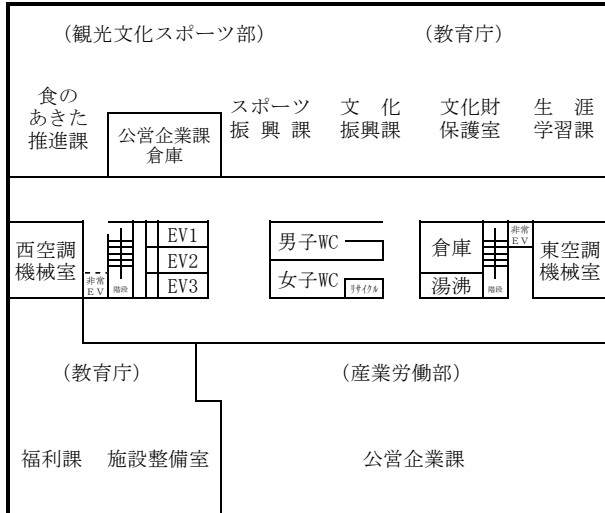 (観光文化スポーツ部)
(教育庁)
食の
あきた
推進課
公営企業課
倉庫
スポーツ
振興課
文化
振興課
文化財
保護室
生涯
学習課
西空調
機械室
非常
EV
階段
EV1
EV2
EV3
男子WC
女子WC
リサイクル
倉庫
湯沸
階段
非常
EV
東空調
機械室
(教育庁)
(産業労働部)
福利課
施設整備室
公営企業課